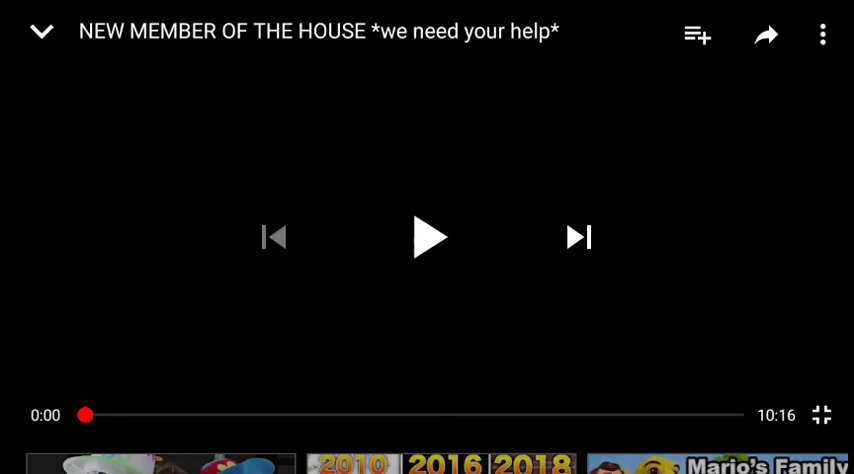 NEW MEMBER OF THE HOUSE *we need your help*
0:00
10:16
2010 2016 2018
Mario's Family